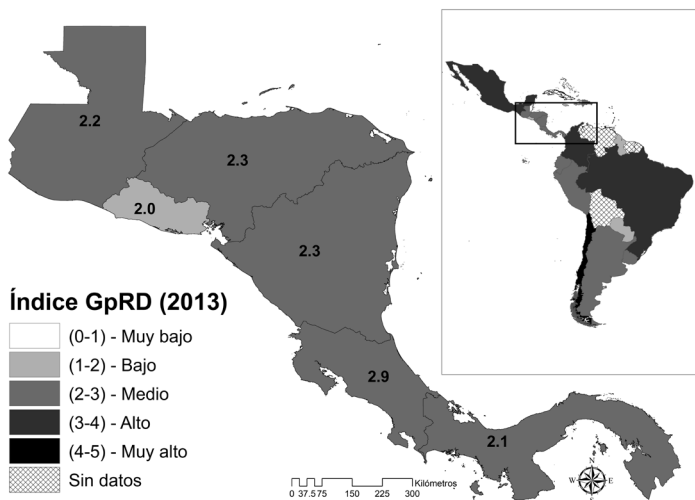 2.2
2.3
2.0
2.3
2.9
2.1
Índice GpRD (2013)
(0-1) - Muy bajo
(1-2) - Bajo
(2-3) - Medio
(3-4) - Alto
(4-5) - Muy alto
Sin datos
Kilómetros
0 37.5 75 150 225 300
N
W E
S